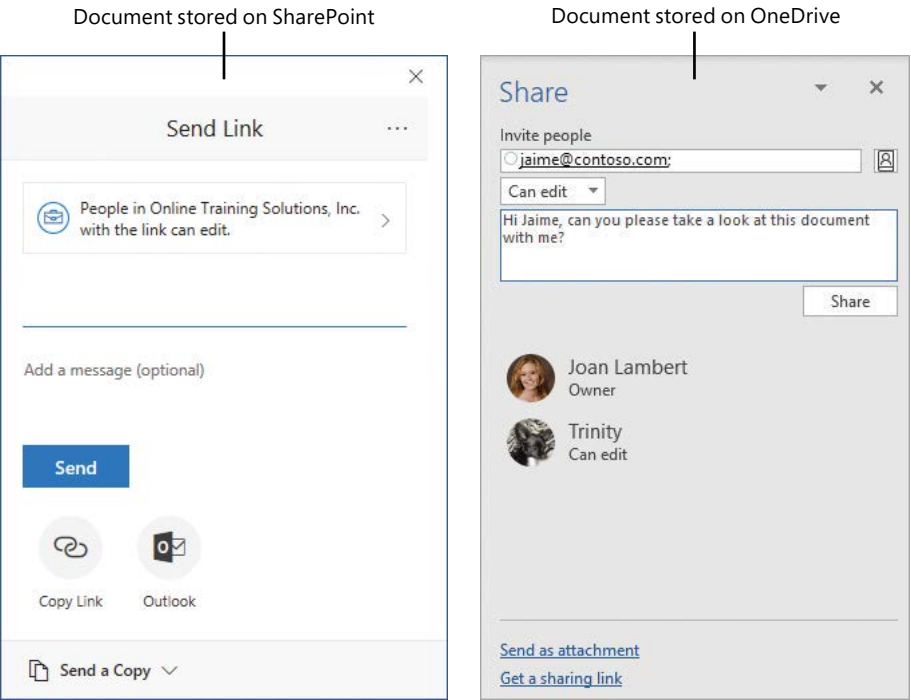 Document stored on SharePoint
Send Link
People in Online Training Solutions, Inc.
with the link can edit.
Add a message (optional)
Send
Copy Link
Outlook
Send a Copy
Document stored on OneDrive
Share
Invite people
jaime@contoso.com;
Can edit
Hi Jaime, can you please take a look at this document
with me?
Share
Joan Lambert
Owner
Trinity
Can edit
Send as attachment
Get a sharing link